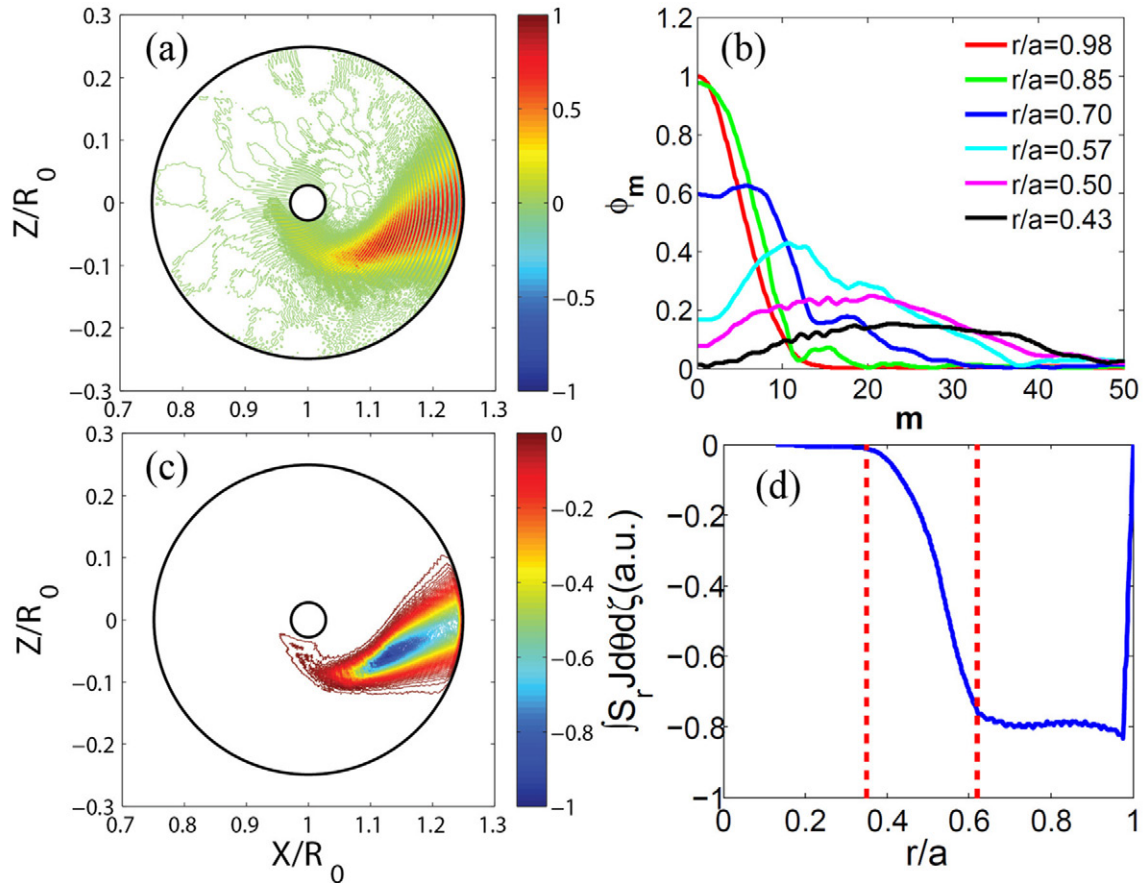 (a)
Z/R0
0.3
0.25
0.2
0.1
0
−0.1
−0.2
−0.3
0.7 0.8 0.9 1 1.1 1.2 1.3
1
0.5
0
−0.5
−1
(b)
ϕm
1.2
1
0.8
0.6
0.4
0.2
0
0 10 20 30 40 50
m
r/a=0.98
r/a=0.85
r/a=0.70
r/a=0.57
r/a=0.50
r/a=0.43
(c)
Z/R0
0.3
0.2
0.1
0
−0.1
−0.2
−0.3
0.7 0.8 0.9 1 1.1 1.2 1.3
X/R0
0
−0.2
−0.4
−0.6
−0.8
−1
(d)
∫SrJdθdζ(a.u.)
0
−0.2
−0.4
−0.6
−0.8
−1
0 0.2 0.4 0.6 0.8 1
r/a